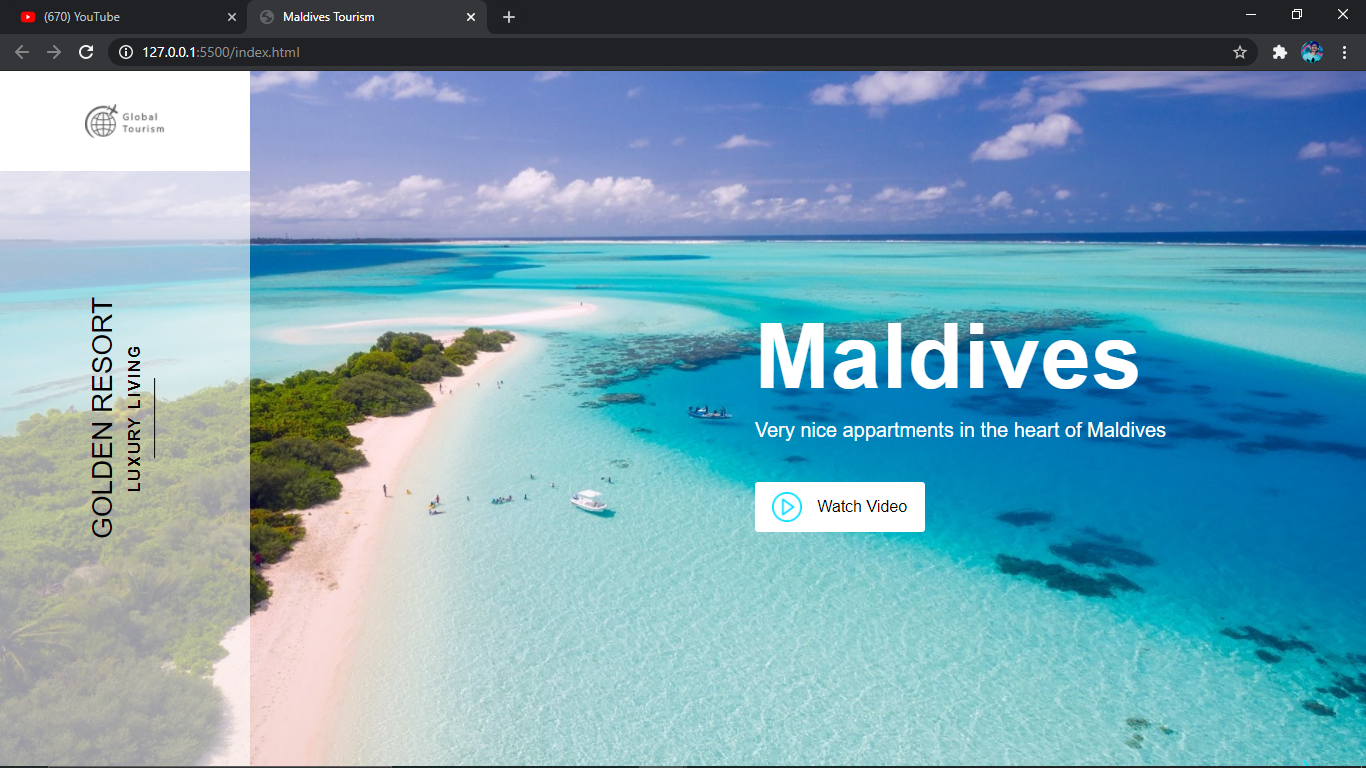 (670) YouTube
Maldives Tourism
127.0.0.1:5500/index.html
Global
Tourism
GOLDEN RESORT
LUXURY LIVING
Maldives
Very nice appartments in the heart of Maldives
Watch Video